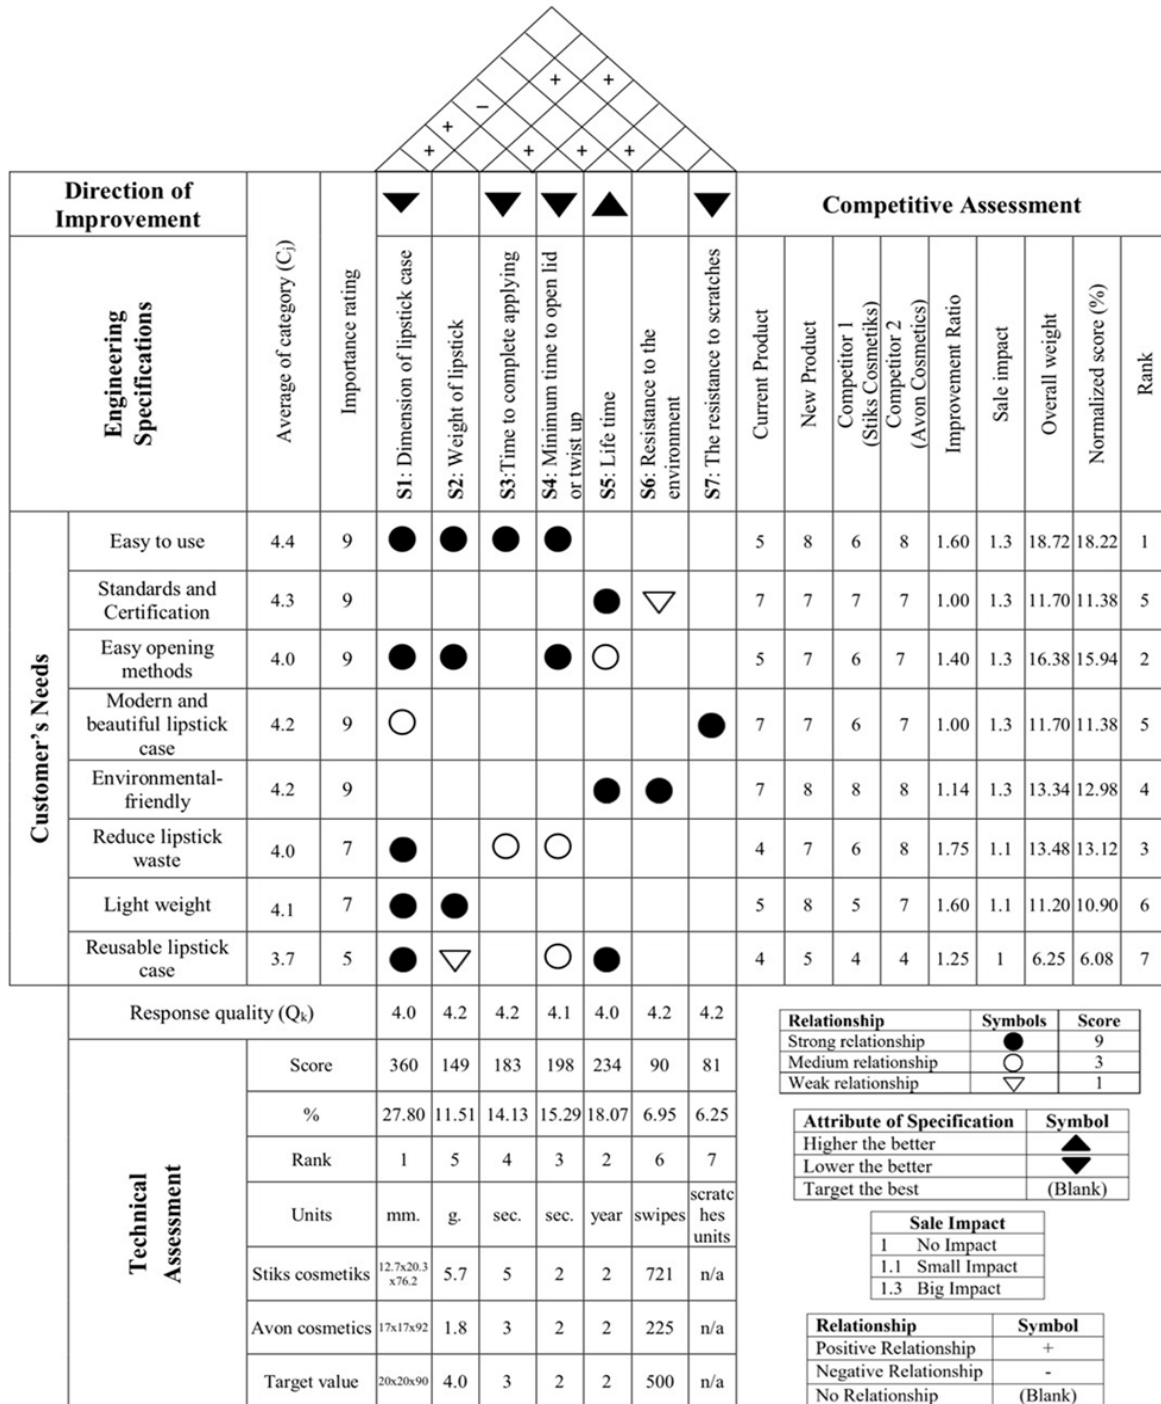 + +
−
+
+ + + +
Direction of
Improvement
Competitive Assessment
Engineering
Specifications
Average of category (Cj)
Importance rating
S1: Dimension of lipstick case
S2: Weight of lipstick
S3:Time to complete applying
S4: Minimum time to open lid
or twist up
S5: Life time
S6: Resistance to the
environment
S7: The resistance to scratches
Current Product
New Product
Competitor 1
(Stiks Cosmetiks)
Competitor 2
(Avon Cosmetics)
Improvement Ratio
Sale impact
Overall weight
Normalized score (%)
Rank
Customer's Needs
Easy to use 4.4 9 5 8 6 8 1.60 1.3 18.72 18.22 1
Standards and
Certification 4.3 9 7 7 7 7 1.00 1.3 11.70 11.38 5
Easy opening
methods 4.0 9 5 7 6 7 1.40 1.3 16.38 15.94 2
Modern and
beautiful lipstick
case 4.2 9 7 7 6 7 1.00 1.3 11.70 11.38 5
Environmental-
friendly 4.2 9 7 8 8 8 1.14 1.3 13.34 12.98 4
Reduce lipstick
waste 4.0 7 4 7 6 8 1.75 1.1 13.48 13.12 3
Light weight 4.1 7 5 8 5 7 1.60 1.1 11.20 10.90 6
Reusable lipstick
case 3.7 5 4 5 4 4 1.25 1 6.25 6.08 7
Response quality (Qk) 4.0 4.2 4.2 4.1 4.0 4.2 4.2
Technical
Assessment
Score 360 149 183 198 234 90 81
% 27.80 11.51 14.13 15.29 18.07 6.95 6.25
Rank 1 5 4 3 2 6 7
Units mm. g. sec. sec. year swipes scratc
hes
units
Stiks cosmetiks 12.7x20.3
x76.2 5.7 5 2 2 721 n/a
Avon cosmetics 17x17x92 1.8 3 2 2 225 n/a
Target value 20x20x90 4.0 3 2 2 500 n/a
Relationship Symbols Score
Strong relationship 9
Medium relationship 3
Weak relationship 1
Attribute of Specification Symbol
Higher the better
Lower the better
Target the best (Blank)
Sale Impact
1 No Impact
1.1 Small Impact
1.3 Big Impact
Relationship Symbol
Positive Relationship +
Negative Relationship -
No Relationship (Blank)